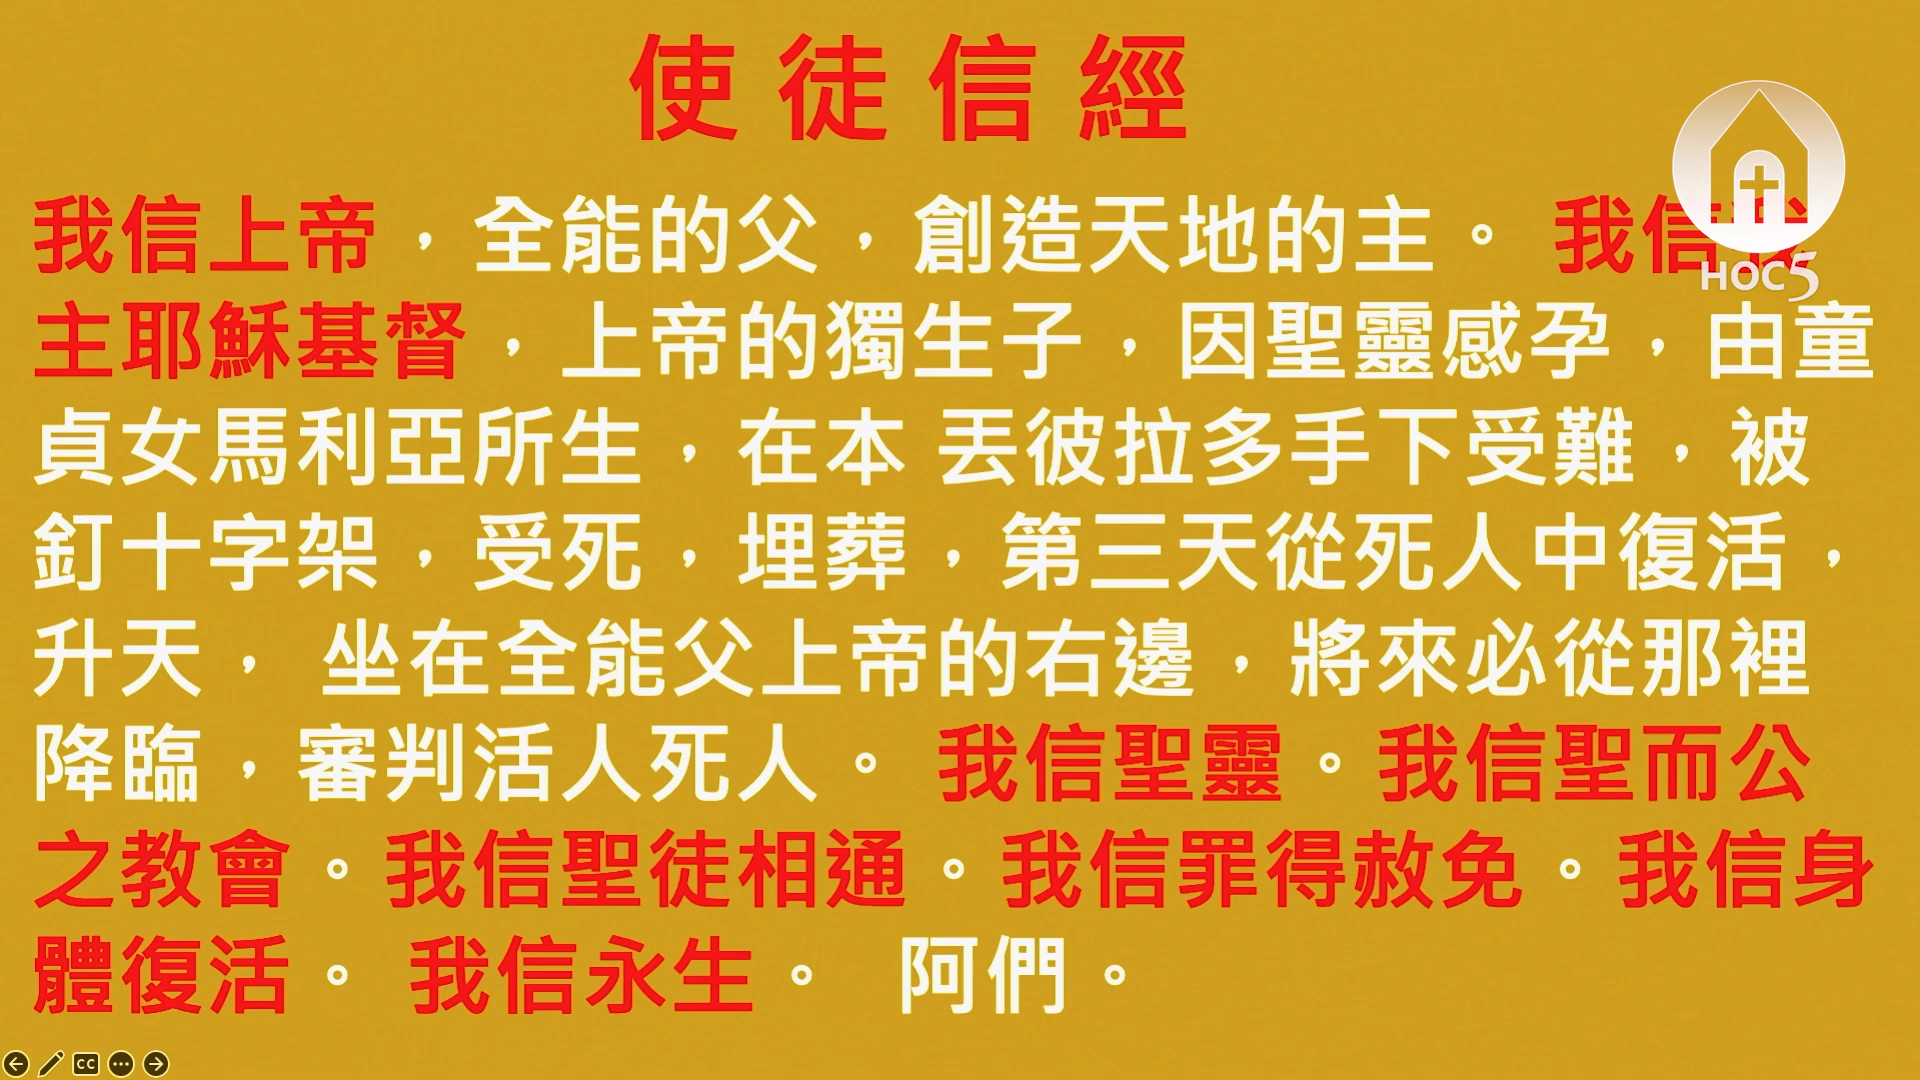 使徒信經
我信上帝，全能的父，創造天地的主。 我信我
HOC5
主耶穌基督，上帝的獨生子，因聖靈感孕，由童
貞女馬利亞所生，在本 丟彼拉多手下受難，被
釘十字架，受死，埋葬，第三天從死人中復活，
升天， 坐在全能父上帝的右邊，將來必從那裡
降臨，審判活人死人。 我信聖靈。我信聖而公
之教會。我信聖徒相通。我信罪得赦免。我信身
體復活。 我信永生。 阿們。
CC